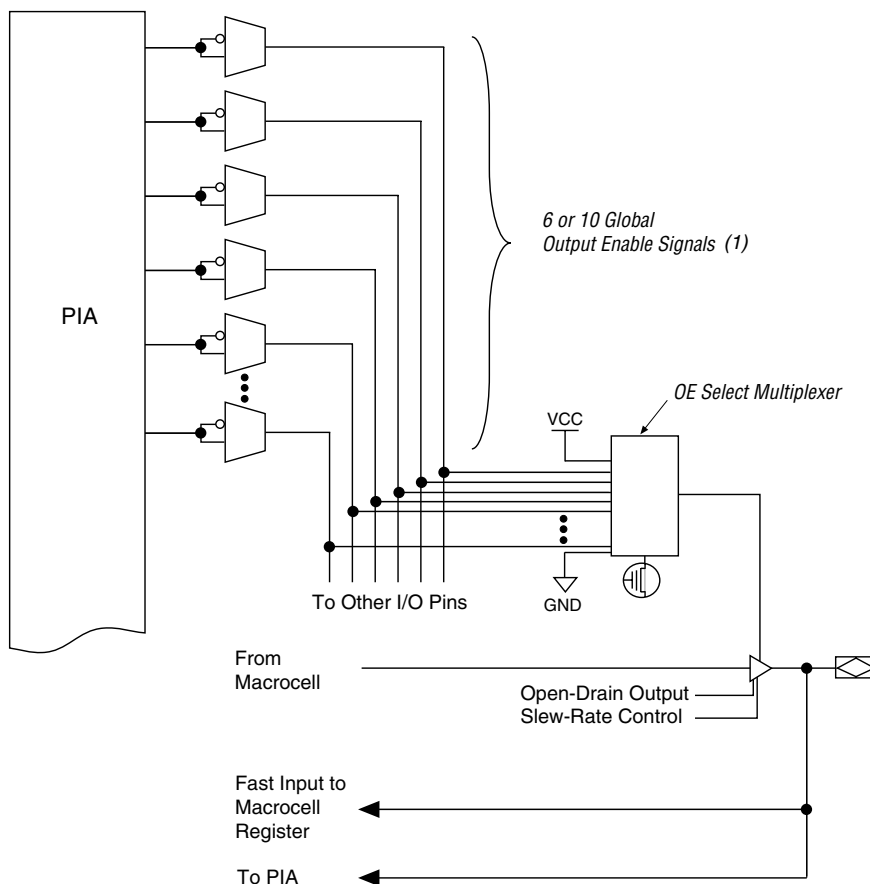 PIA
6 or 10 Global
Output Enable Signals (1)
OE Select Multiplexer
VCC
To Other I/O Pins
GND
From
Macrocell
Open-Drain Output
Slew-Rate Control
Fast Input to
Macrocell
Register
To PIA